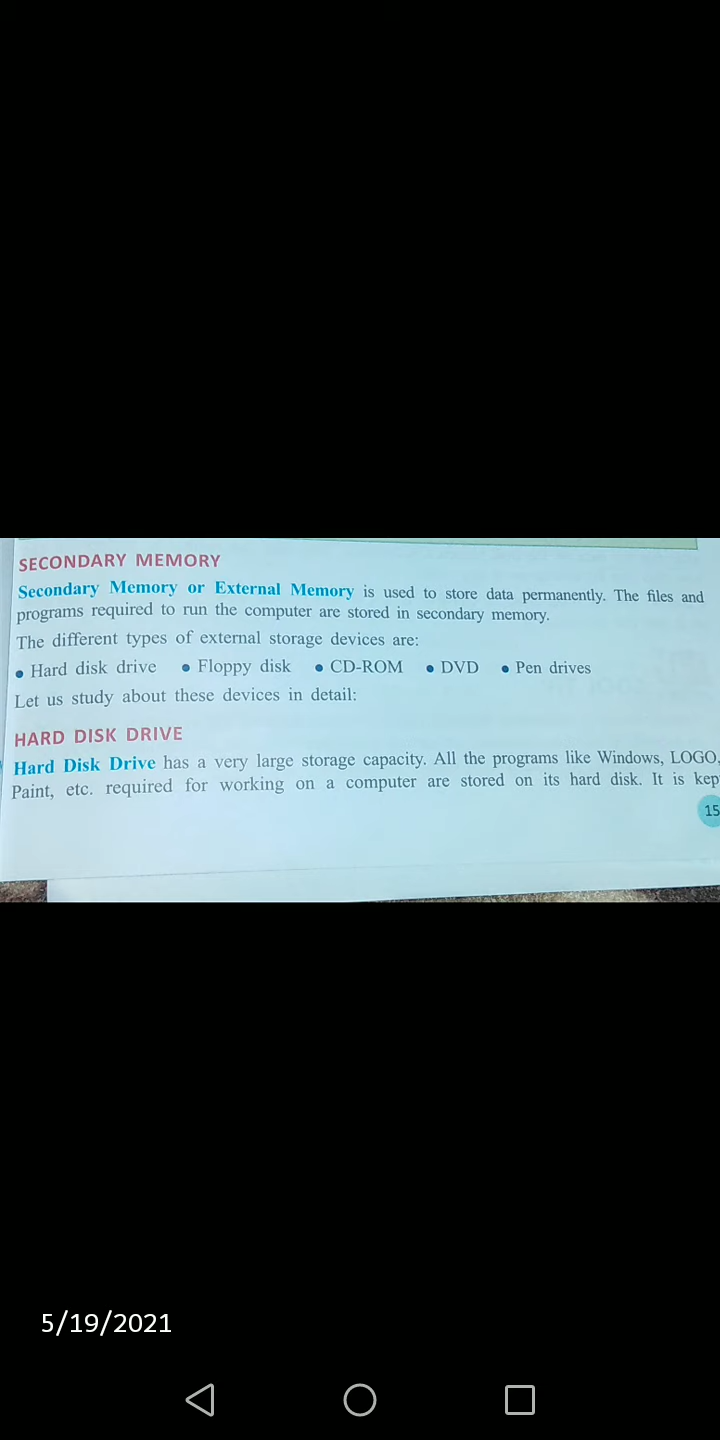 SECONDARY MEMORY
Secondary Memory or External Memory is used to store data permanently. The files and
programs required to run the computer are stored in secondary memory.
The different types of external storage devices are:
• Hard disk drive • Floppy disk • CD-ROM • DVD • Pen drives
Let us study about these devices in detail:
HARD DISK DRIVE
Hard Disk Drive has a very large storage capacity. All the programs like Windows, LOGO,
Paint, etc. required for working on a computer are stored on its hard disk. It is kep
15
5/19/2021